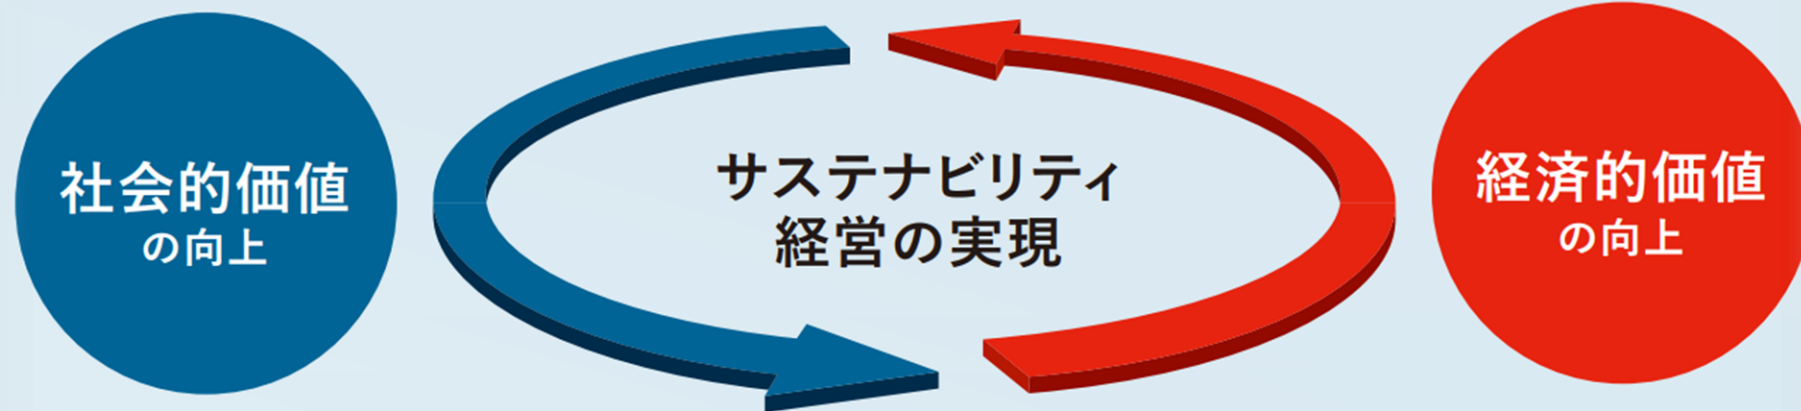 社会的価値
の向上
サステナビリティ
経営の実現
経済的価値
の向上